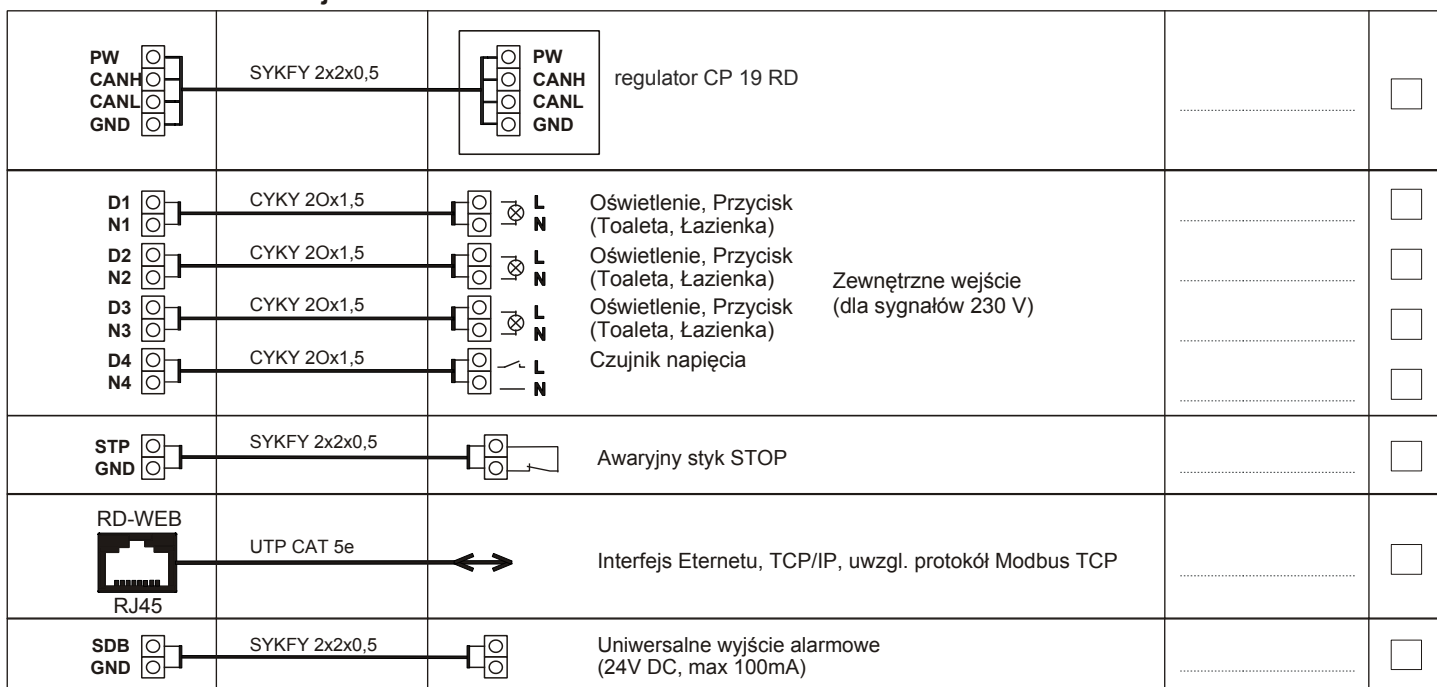 PW
CANH
CANL
GND
SYKFY 2x2x0,5
PW
CANH
CANL
GND
regulator CP 19 RD
D1
N1
CYKY 2Ox1,5
L
N
Oświetlenie, Przycisk
(Toaleta, Łazienka)
D2
N2
CYKY 2Ox1,5
L
N
Oświetlenie, Przycisk
(Toaleta, Łazienka)
D3
N3
CYKY 2Ox1,5
L
N
Oświetlenie, Przycisk
(Toaleta, Łazienka)
D4
N4
CYKY 2Ox1,5
L
N
Czujnik napięcia
Zewnętrzne wejście
(dla sygnałów 230 V)
STP
GND
SYKFY 2x2x0,5
Awaryjny styk STOP
RD-WEB
RJ45
UTP CAT 5e
Interfejs Eternetu, TCP/IP, uwzgl. protokół Modbus TCP
SDB
GND
SYKFY 2x2x0,5
Uniwersalne wyjście alarmowe
(24V DC, max 100mA)